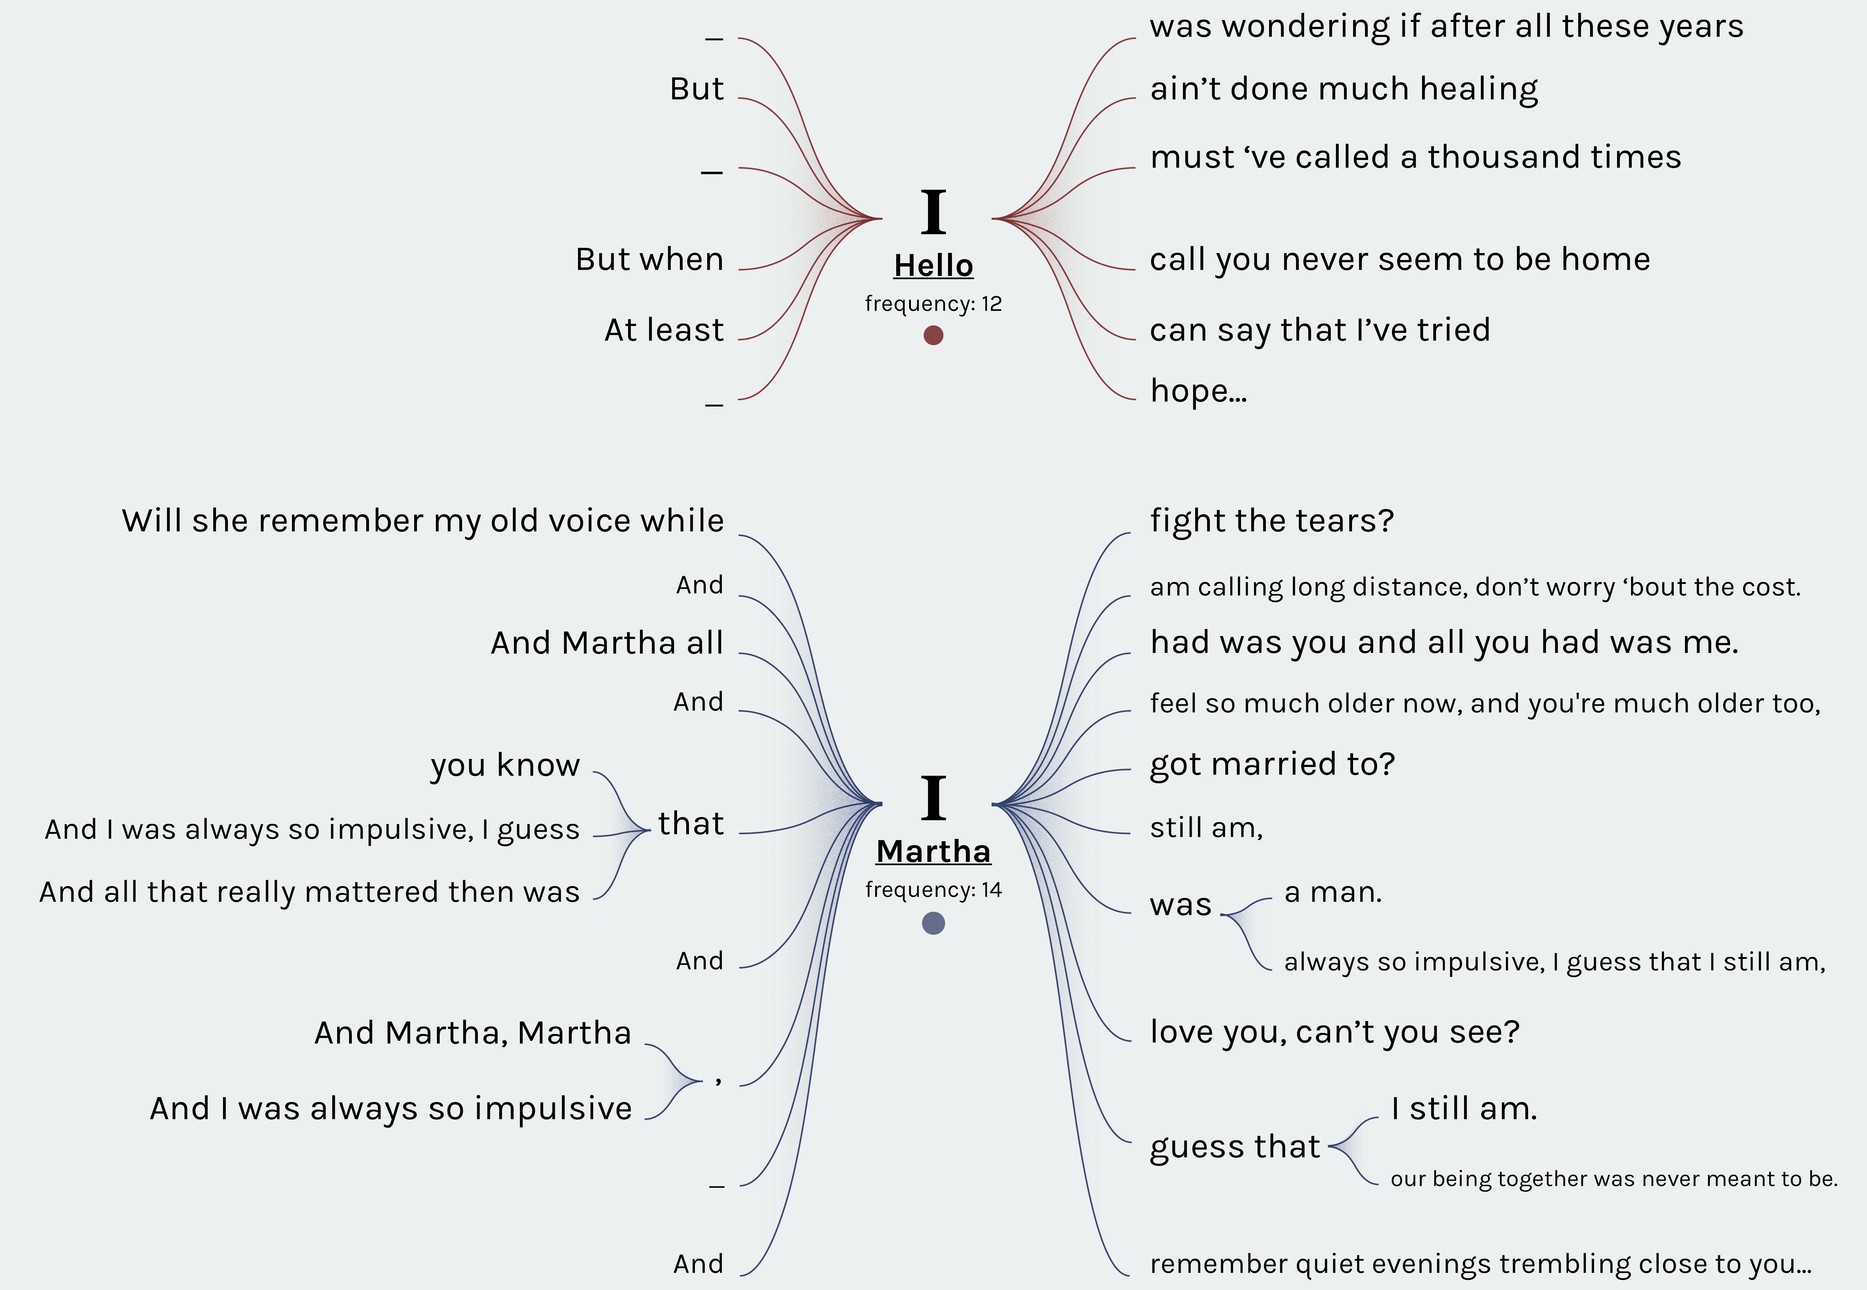 _ was wondering if after all these years
But ain’t done much healing
_ must ‘ve called a thousand times
I
Hello
frequency: 12
But when call you never seem to be home
At least can say that I’ve tried
_ hope...
Will she remember my old voice while fight the tears?
And am calling long distance, don’t worry ‘bout the cost.
And Martha all had was you and all you had was me.
And feel so much older now, and you're much older too,
you know got married to?
that
And I was always so impulsive, I guess still am,
I
Martha
frequency: 14
And all that really mattered then was
was
a man.
And always so impulsive, I guess that I still am,
And Martha, Martha love you, can’t you see?
,
And I was always so impulsive
guess that
I still am.
_ our being together was never meant to be.
And remember quiet evenings trembling close to you...